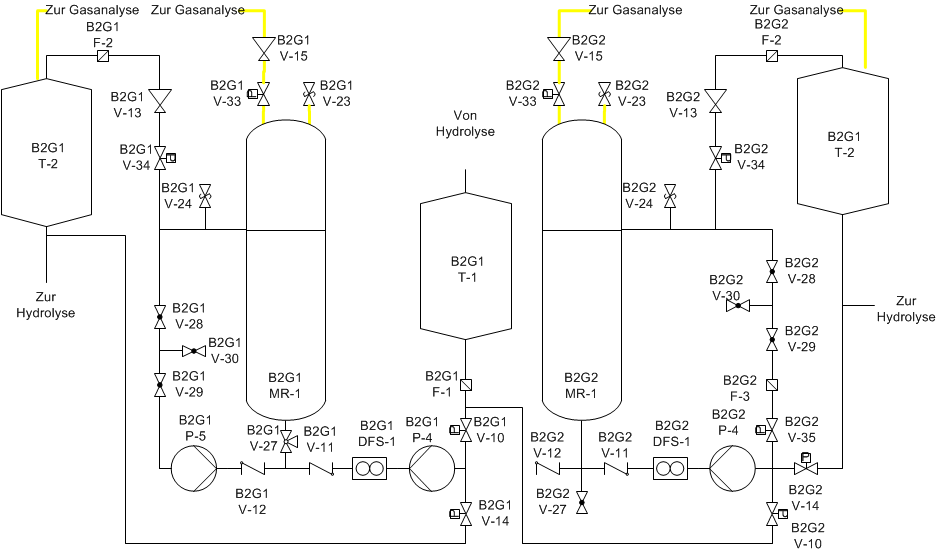 Zur Gasanalyse
Zur Gasanalyse
Zur Gasanalyse
Zur Gasanalyse
B2G1
F-2
B2G1
V-15
B2G2
V-15
B2G2
F-2
B2G1
V-13
B2G1
V-33
B2G1
V-23
B2G2
V-33
B2G2
V-23
B2G2
V-13
Von
Hydrolyse
B2G1
T-2
B2G1
V-34
B2G2
V-34
B2G1
T-2
B2G1
V-24
B2G2
V-24
B2G1
T-1
Zur
Hydrolyse
B2G1
V-28
B2G1
V-30
B2G1
V-29
B2G2
V-28
B2G2
V-30
B2G2
V-29
Zur
Hydrolyse
B2G1
MR-1
B2G1
F-1
B2G2
MR-1
B2G2
F-3
B2G1
P-5
B2G1
V-27
B2G1
V-11
B2G1
DFS-1
B2G1
P-4
B2G1
V-10
B2G2
V-12
B2G2
V-11
B2G2
DFS-1
B2G2
P-4
B2G2
V-35
B2G1
V-12
B2G1
V-14
B2G2
V-27
B2G2
V-14
B2G2
V-10